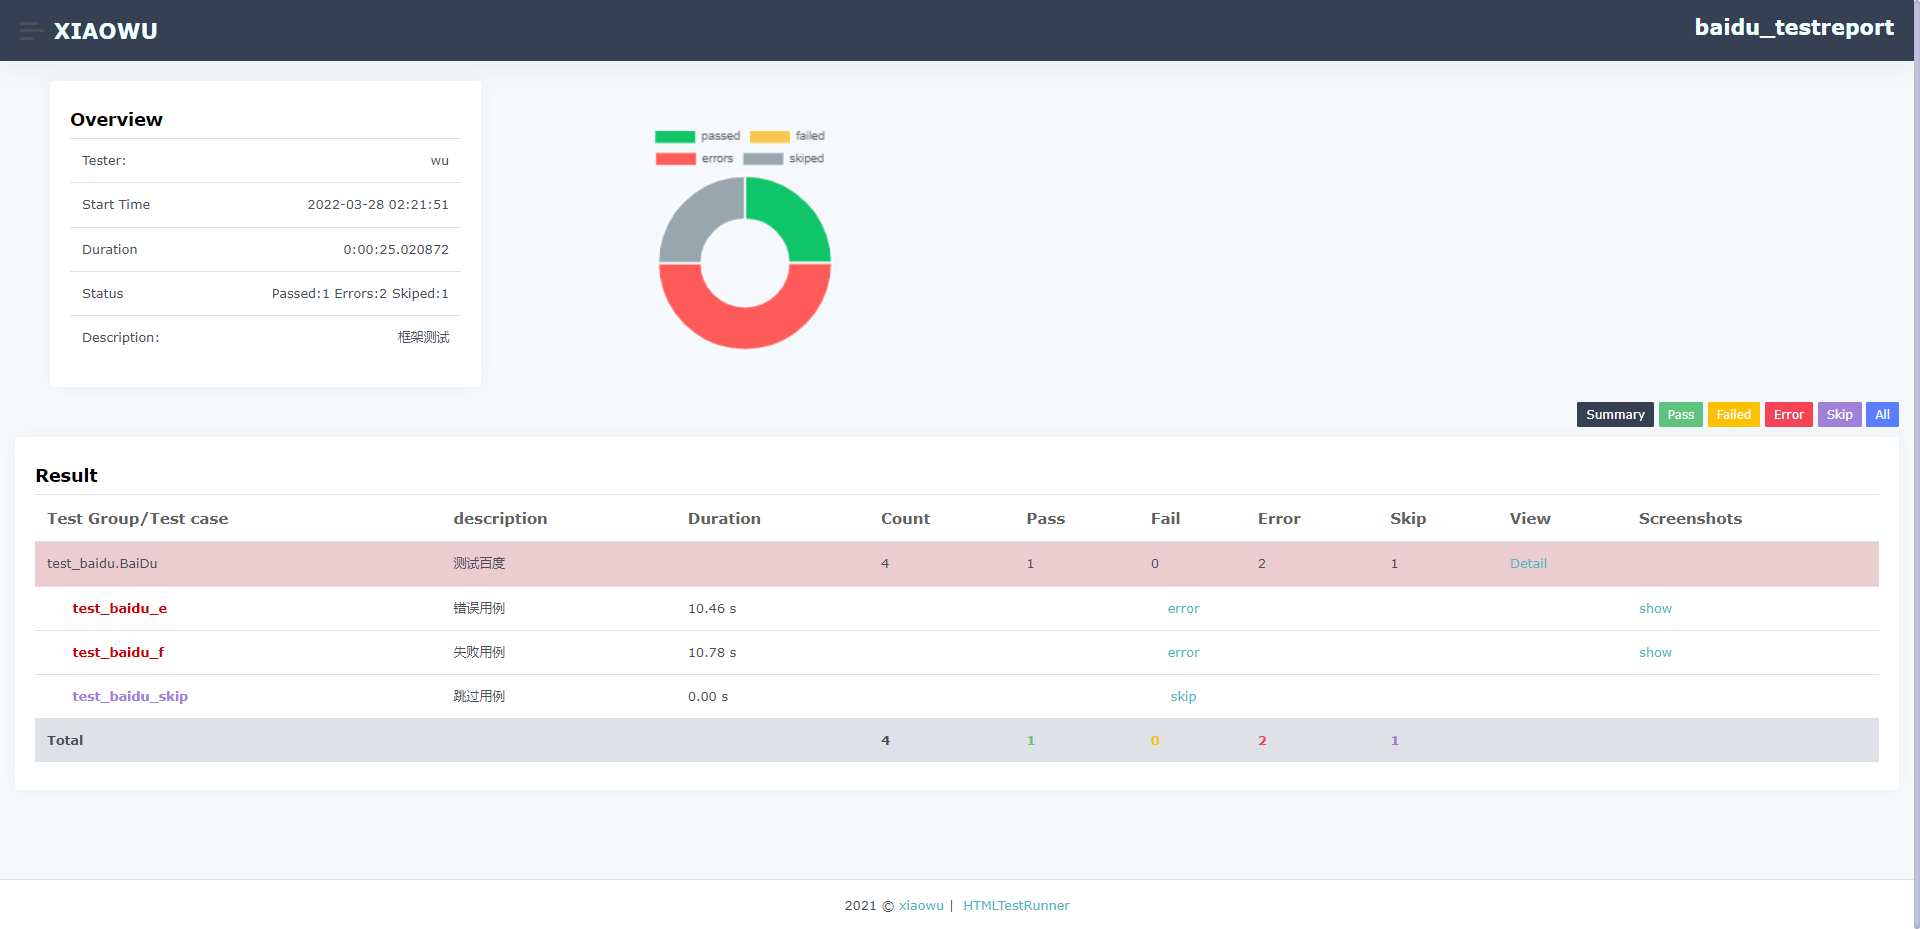 XIAOWU
baidu_testreport
Overview
Tester: wu
Start Time 2022-03-28 02:21:51
Duration 0:00:25.020872
Status Passed:1 Errors:2 Skiped:1
Description: 框架测试
passed failed
errors skiped
Summary Pass Failed Error Skip All
Result
Test Group/Test case description Duration Count Pass Fail Error Skip View Screenshots
test_baidu.BaiDu 测试百度 4 1 0 2 1 Detail
test_baidu_e 错误用例 10.46 s error show
test_baidu_f 失败用例 10.78 s error show
test_baidu_skip 跳过用例 0.00 s skip
Total 4 1 0 2 1
2021 © xiaowu | HTMLTestRunner